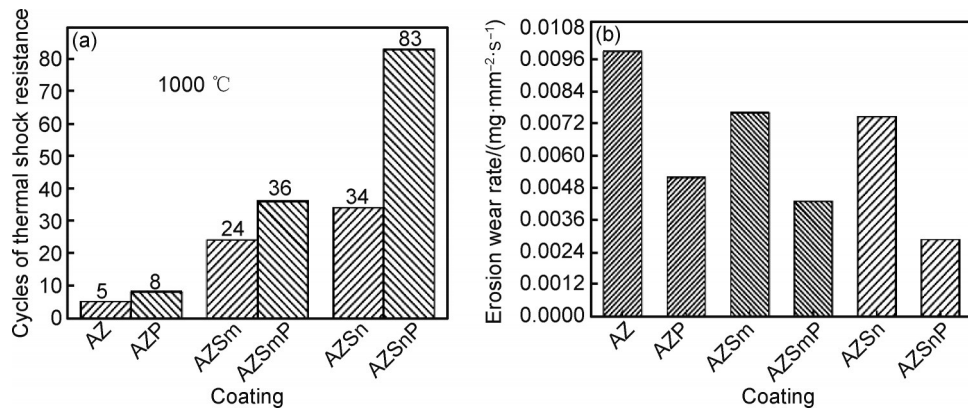 (a)
1000 ℃
Cycles of thermal shock resistance
80
70
60
50
40
30
20
10
0
5
8
24
36
34
83
AZ
AZP
AZSm
AZSmP
AZSn
AZSnP
Coating
(b)
Erosion wear rate/(mg·mm⁻²·s⁻¹)
0.0108
0.0096
0.0084
0.0072
0.0060
0.0048
0.0036
0.0024
0.0012
0.0000
AZ
AZP
AZSm
AZSmP
AZSn
AZSnP
Coating